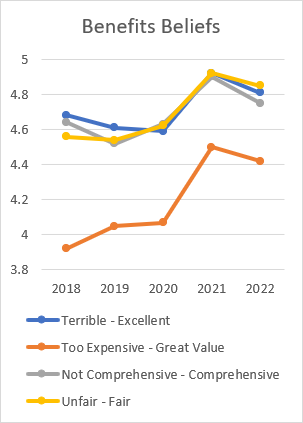 Benefits Beliefs
5
4.8
4.6
4.4
4.2
4
3.8
2018 2019 2020 2021 2022
Terrible - Excellent
Too Expensive - Great Value
Not Comprehensive - Comprehensive
Unfair - Fair